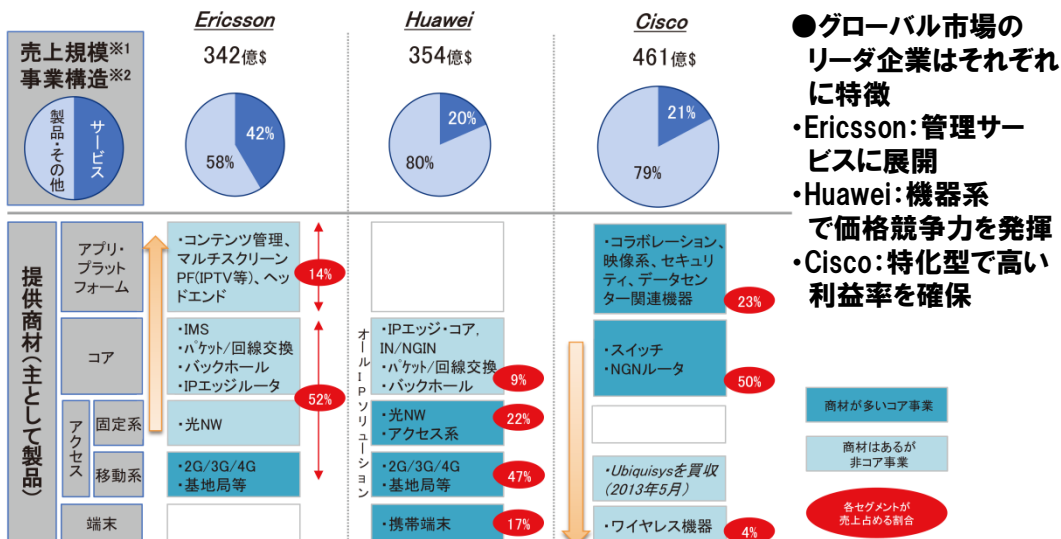 Ericsson
Huawei
Cisco
売上規模※1
事業構造※2
342億$
354億$
461億$
製品・その他
サービス
42%
58%
20%
80%
21%
79%
●グローバル市場の
リーダ企業はそれぞれ
に特徴
・Ericsson：管理サー
ビスに展開
・Huawei：機器系
で価格競争力を発揮
・Cisco：特化型で高い
利益率を確保
提供商材（主として製品）
アプリ・
プラット
フォーム
・コンテンツ管理、
マルチスクリーン
PF(IPTV等)、ヘッ
ドエンド
14%
・コラボレーション、
映像系、セキュリ
ティ、データセン
ター関連機器
23%
コア
・IMS
・パケット/回線交換
・バックホール
・IPエッジルータ
52%
オールIPソリューション
・IPエッジ・コア,
IN/NGIN
・パケット/回線交換
・バックホール
9%
・スイッチ
・NGNルータ
50%
アクセス
固定系
・光NW
・光NW
・アクセス系
22%
移動系
・2G/3G/4G
・基地局等
・2G/3G/4G
・基地局等
47%
・Ubiquisysを買収
(2013年5月)
端末
・携帯端末
17%
・ワイヤレス機器
4%
商材が多いコア事業
商材はあるが
非コア事業
各セグメントが
売上占める割合